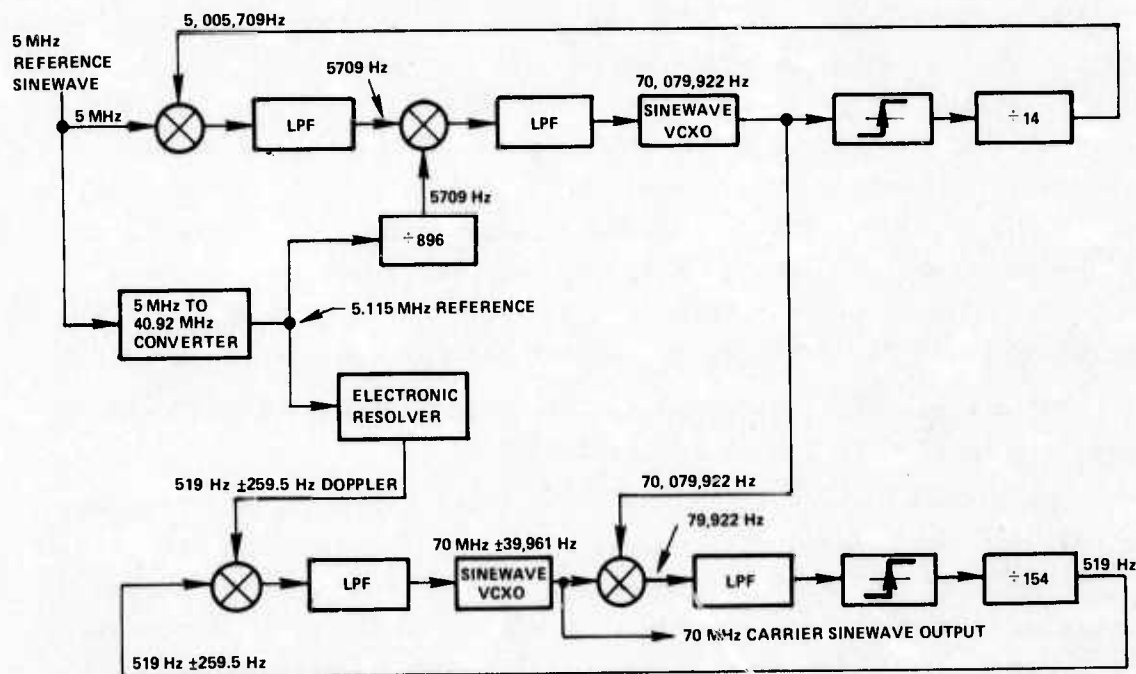 5, 005,709Hz
5 MHz
REFERENCE
SINEWAVE
5 MHz
LPF
5709 Hz
LPF
70, 079,922 Hz
SINEWAVE
VCXO
÷ 14
5709 Hz
÷ 896
5 MHz TO
40.92 MHz
CONVERTER
5.115 MHz REFERENCE
ELECTRONIC
RESOLVER
519 Hz ±259.5 Hz DOPPLER
70, 079,922 Hz
79,922 Hz
70 MHz ±39,961 Hz
LPF
SINEWAVE
VCXO
LPF
÷ 154
519 Hz
70 MHz CARRIER SINEWAVE OUTPUT
519 Hz ±259.5 Hz